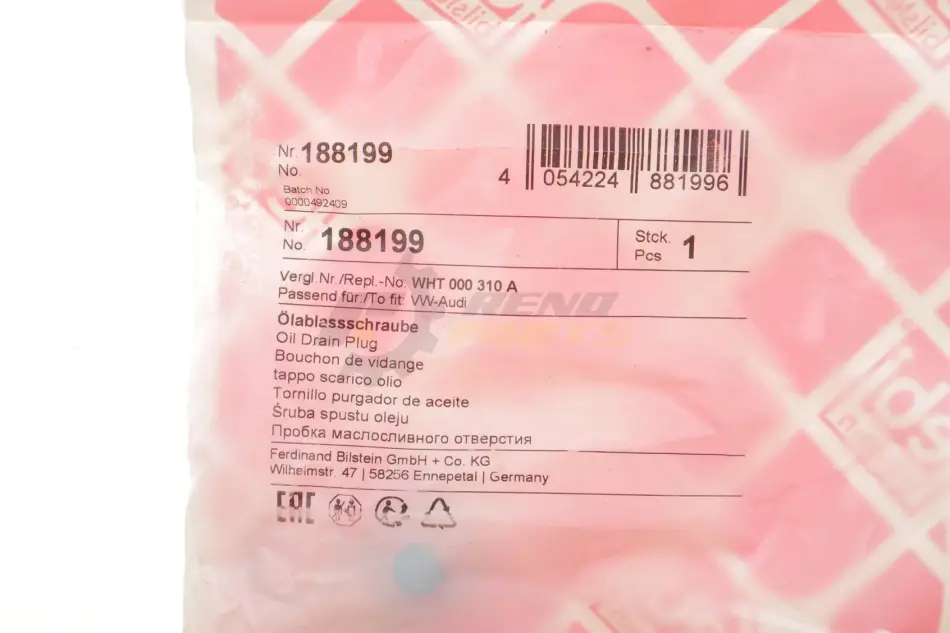 Nr. 188199
No.
Batch No
0000492409
4 054224 881996
Nr.
No. 188199
Stck.
Pcs 1
Vergl.Nr./Repl.-No: WHT 000 310 A
Passend für:/To fit: VW-Audi
RENO
PARTS
Ölablassschraube
Oil Drain Plug
Bouchon de vidange
tappo scarico olio
Tornillo purgador de aceite
Śruba spustu oleju
Пробка маслосливного отверстия
Ferdinand Bilstein GmbH + Co. KG
Wilhelmstr. 47 | 58256 Ennepetal | Germany
EAC